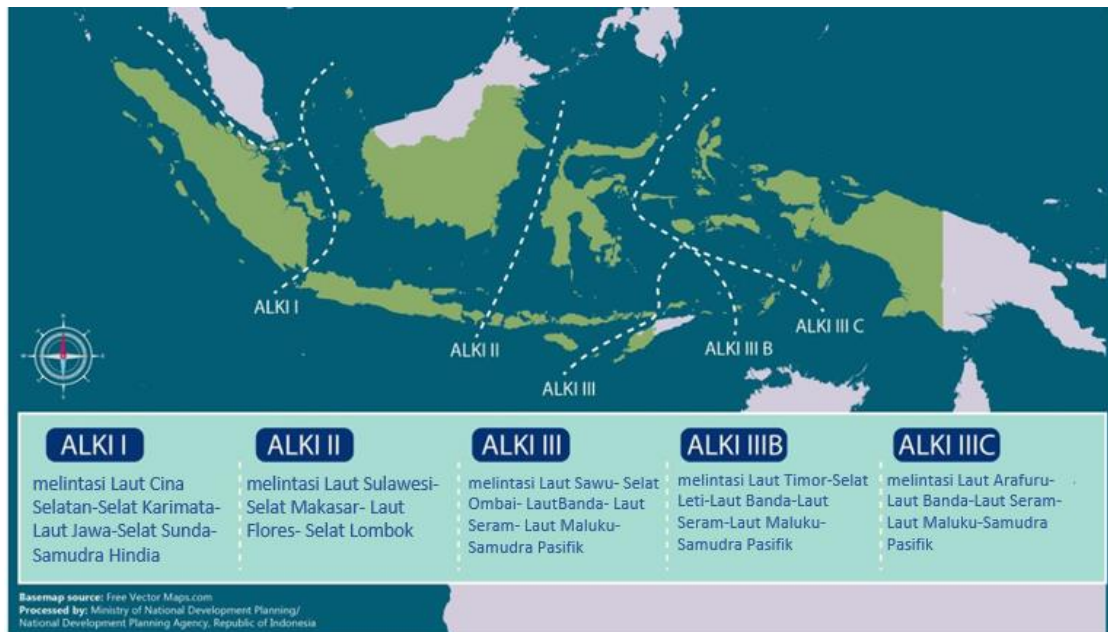 ALKI I
ALKI II
ALKI III
ALKI III B
ALKI III C
ALKI I
melintasi Laut Cina
Selatan-Selat Karimata-
Laut Jawa-Selat Sunda-
Samudra Hindia
ALKI II
melintasi Laut Sulawesi-
Selat Makasar- Laut
Flores- Selat Lombok
ALKI III
melintasi Laut Sawu- Selat
Ombai- LautBanda- Laut
Seram- Laut Maluku-
Samudra Pasifik
ALKI IIIB
melintasi Laut Timor-Selat
Leti-Laut Banda-Laut
Seram-Laut Maluku-
Samudra Pasifik
ALKI IIIC
melintasi Laut Arafuru-
Laut Banda-Laut Seram-
Laut Maluku-Samudra
Pasifik
Basemap source: Free Vector Maps.com
Processed by: Ministry of National Development Planning/
National Development Planning Agency, Republic of Indonesia